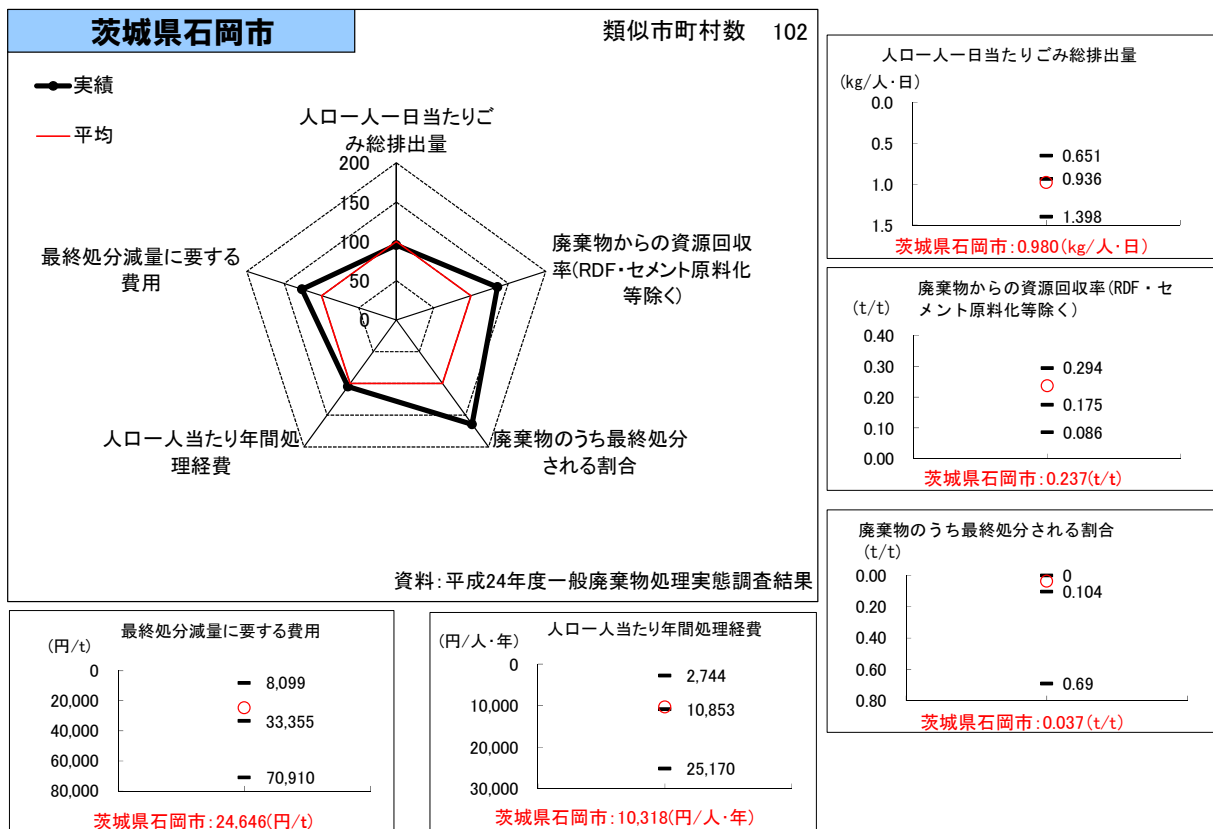 茨城県石岡市
類似市町村数 102
実績
平均
人口一人一日当たりご
み総排出量
200
150
100
50
0
廃棄物からの資源回収
率(RDF・セメント原料化
等除く)
廃棄物のうち最終処分
される割合
人口一人当たり年間処
理経費
最終処分減量に要する
費用
資料:平成24年度一般廃棄物処理実態調査結果
人口一人一日当たりごみ総排出量
(kg/人・日)
0.0
0.5
1.0
1.5
0.651
0.936
1.398
茨城県石岡市:0.980(kg/人・日)
廃棄物からの資源回収率(RDF・セ
メント原料化等除く)
(t/t)
0.40
0.30
0.20
0.10
0.00
0.294
0.175
0.086
茨城県石岡市:0.237(t/t)
廃棄物のうち最終処分される割合
(t/t)
0.00
0.20
0.40
0.60
0.80
0
0.104
0.69
茨城県石岡市:0.037(t/t)
最終処分減量に要する費用
(円/t)
0
20,000
40,000
60,000
80,000
8,099
33,355
70,910
茨城県石岡市:24,646(円/t)
人口一人当たり年間処理経費
(円/人・年)
0
10,000
20,000
30,000
2,744
10,853
25,170
茨城県石岡市:10,318(円/人・年)